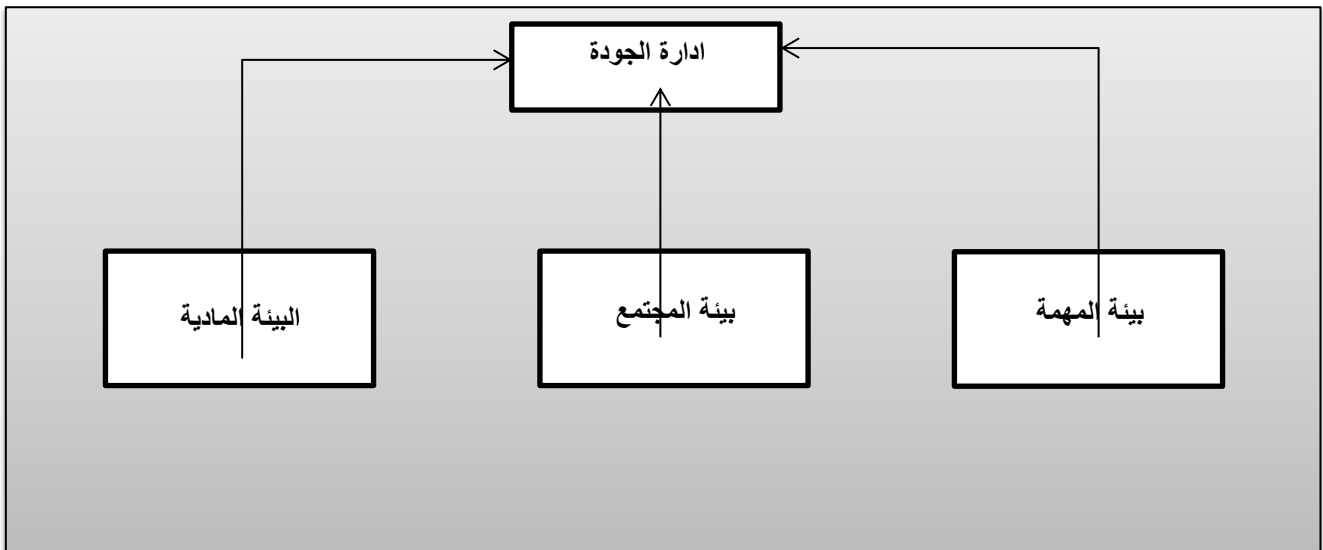 ادارة الجودة
بيئة المهمة
بيئة المجتمع
البيئة المادية